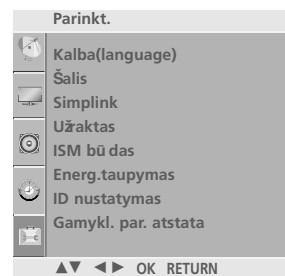 Parinkt.
Kalba(language)
Šalis
Simplink
Užraktas
ISM bū das
Energ.taupymas
ID nustatymas
Gamykl. par. atstata
▲▼ ◄► OK RETURN